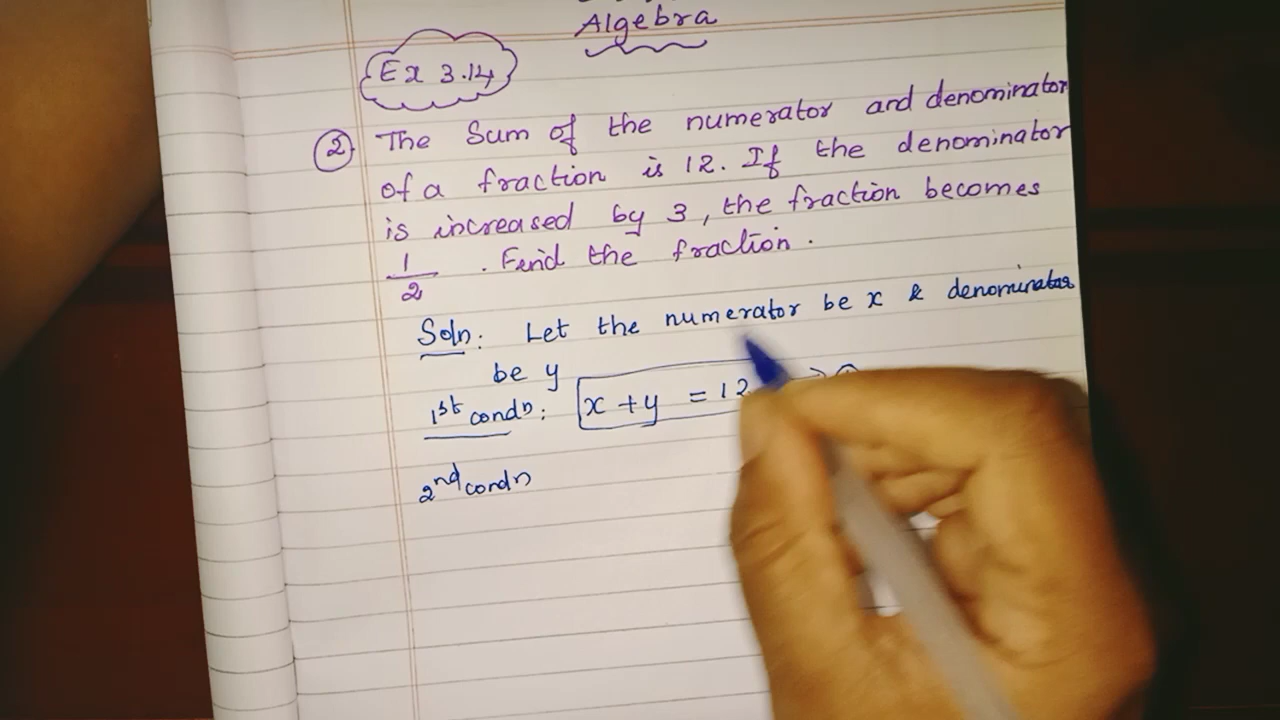 Algebra
Ex 3.14
2 The Sum of the numerator and denominator
of a fraction is 12. If the denominator
is increased by 3, the fraction becomes
1/2 . Find the fraction.
Soln: Let the numerator be x & denominator
be y
1st condn: x + y = 12
2nd condn